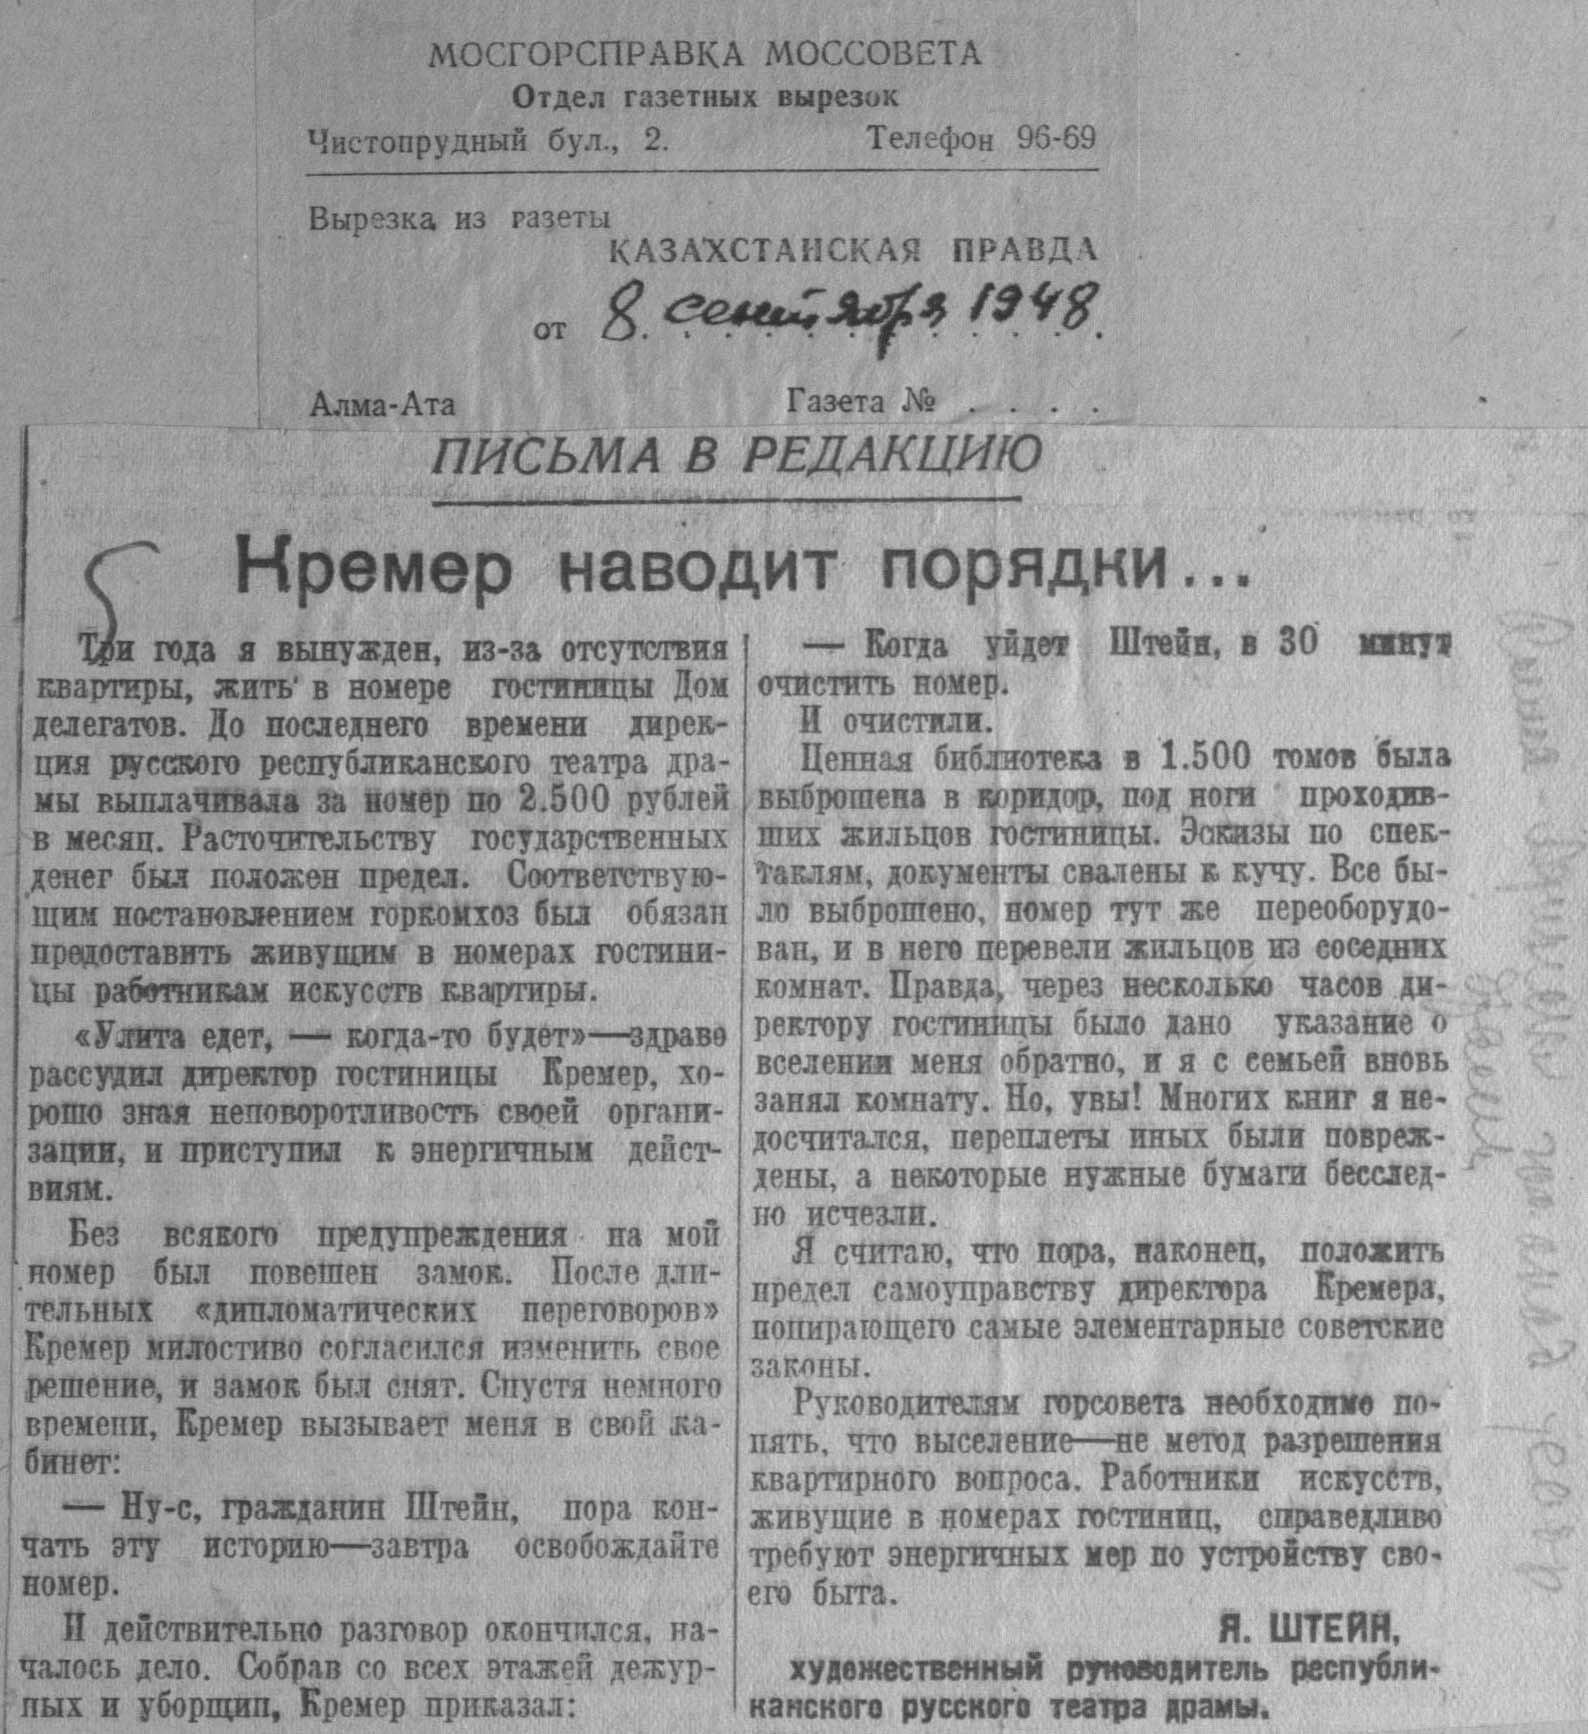 МОСГОРСПРАВКА МОССОВЕТА
Отдел газетных вырезок
Чистопрудный бул., 2. Телефон 96-69
Вырезка из газеты
КАЗАХСТАНСКАЯ ПРАВДА
от 8 сентября 1948
Алма-Ата Газета № . . . .
ПИСЬМА В РЕДАКЦИЮ
Кремер наводит порядки...
Три года я вынужден, из-за отсутствия
квартиры, жить в номере гостиницы Дом
делегатов. До последнего времени дирек-
ция русского республиканского театра дра-
мы выплачивала за номер по 2.500 рублей
в месяц. Расточительству государственных
денег был положен предел. Соответствую-
щим постановлением горкомхоз был обязан
предоставить живущим в номерах гостини-
цы работникам искусств квартиры.
«Улита едет, — когда-то будет»—здраво
рассудил директор гостиницы Кремер, хо-
рошо зная неповоротливость своей органи-
зации, и приступил к энергичным дейст-
виям.
Без всякого предупреждения на мой
номер был повешен замок. После дли-
тельных «дипломатических переговоров»
Кремер милостиво согласился изменить свое
решение, и замок был снят. Спустя немного
времени, Кремер вызывает меня в свой ка-
бинет:
— Ну-с, гражданин Штейн, пора кон-
чать эту историю—завтра освобождайте
номер.
И действительно разговор окончился, на-
чалось дело. Собрав со всех этажей дежур-
ных и уборщиц, Кремер приказал:
— Когда уйдет Штейн, в 30 минут
очистить номер.
И очистили.
Ценная библиотека в 1.500 томов была
выброшена в коридор, под ноги проходив-
ших жильцов гостиницы. Эскизы по спек-
таклям, документы свалены к кучу. Все бы-
ло выброшено, номер тут же переоборудо-
ван, и в него перевели жильцов из соседних
комнат. Правда, через несколько часов ди-
ректору гостиницы было дано указание о
вселении меня обратно, и я с семьей вновь
занял комнату. Но, увы! Многих книг я не-
досчитался, переплеты иных были повреж-
дены, а некоторые нужные бумаги бесслед-
но исчезли.
Я считаю, что пора, наконец, положить
предел самоуправству директора Кремера,
попирающего самые элементарные советские
законы.
Руководителям горсовета необходимо по-
нять, что выселение—не метод разрешения
квартирного вопроса. Работники искусств,
живущие в номерах гостиниц, справедливо
требуют энергичных мер по устройству сво-
его быта.
Я. ШТЕЙН,
художественный руководитель республи-
канского русского театра драмы.